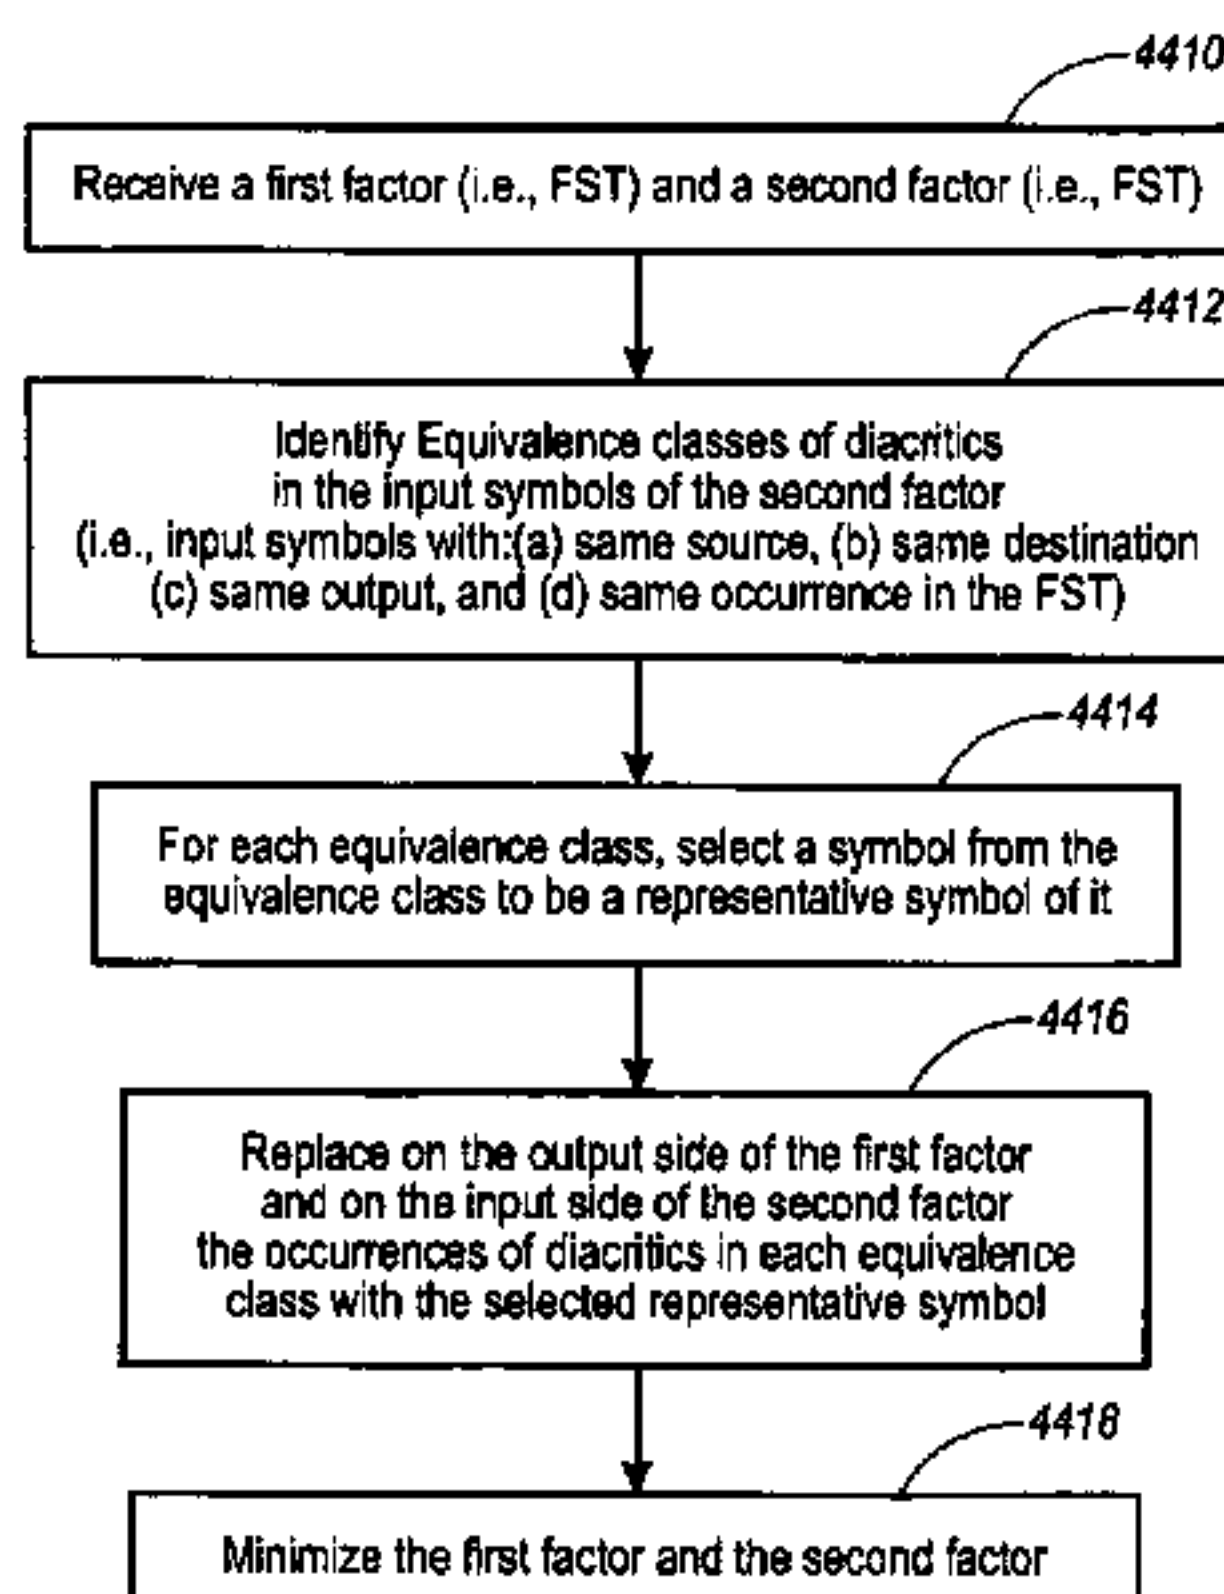 4410
Receive a first factor (i.e., FST) and a second factor (i.e., FST)
4412
Identify Equivalence classes of diacritics
in the input symbols of the second factor
(i.e., input symbols with:(a) same source, (b) same destination
(c) same output, and (d) same occurrence in the FST)
4414
For each equivalence class, select a symbol from the
equivalence class to be a representative symbol of it
4416
Replace on the output side of the first factor
and on the input side of the second factor
the occurrences of diacritics in each equivalence
class with the selected representative symbol
4418
Minimize the first factor and the second factor